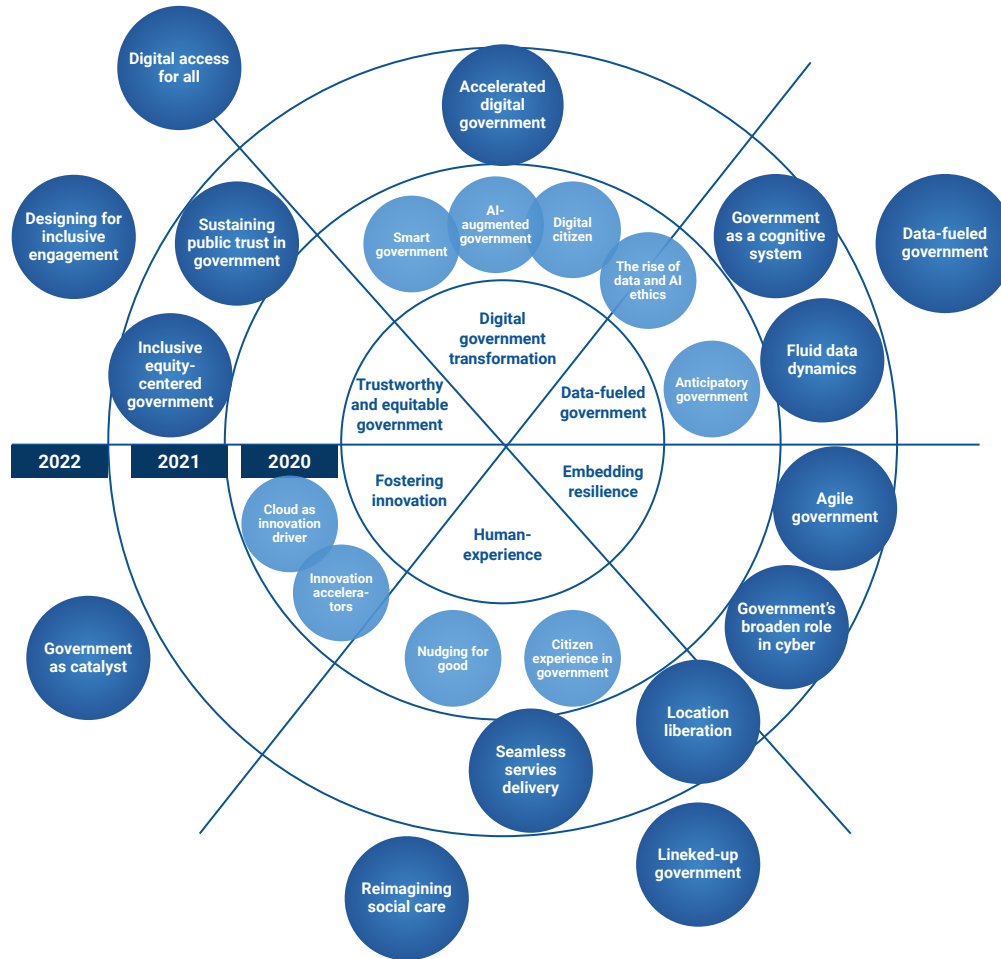 Digital access
for all
Accelerated
digital
government
Designing for
inclusive
engagement
Sustaining
public trust in
government
Smart
government
AI-
augmented
government
Digital
citizen
The rise of
data and AI
ethics
Government
as a cognitive
system
Data-fueled
government
Inclusive
equity-
centered
government
Digital
government
transformation
Trustworthy
and equitable
government
Data-fueled
government
Anticipatory
government
Fluid data
dynamics
2022
2021
2020
Fostering
innovation
Embedding
resilience
Human-
experience
Cloud as
innovation
driver
Innovation
accelera-
tors
Agile
government
Government's
broaden role
in cyber
Government
as catalyst
Nudging for
good
Citizen
experience in
government
Location
liberation
Seamless
servies
delivery
Reimagining
social care
Lineked-up
government